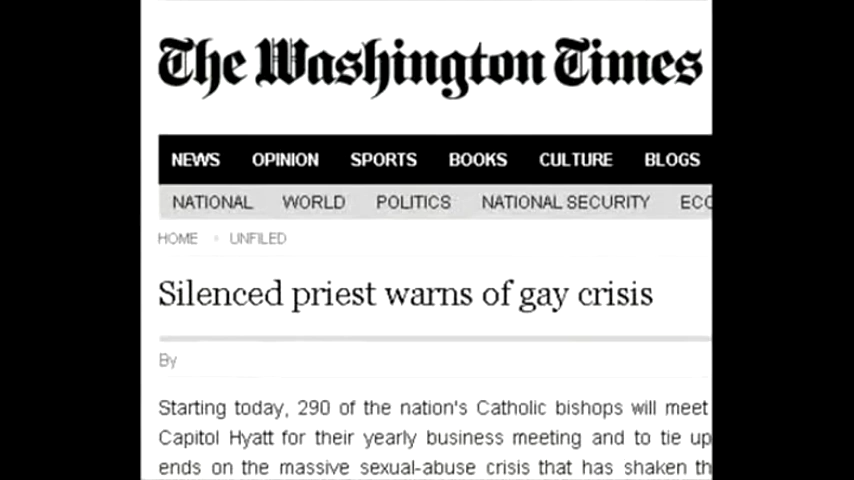 The Washington Times
NEWS OPINION SPORTS BOOKS CULTURE BLOGS
NATIONAL WORLD POLITICS NATIONAL SECURITY
HOME UNFILED
Silenced priest warns of gay crisis
By
Starting today, 290 of the nation's Catholic bishops will meet
Capitol Hyatt for their yearly business meeting and to tie up
ends on the massive sexual-abuse crisis that has shaken